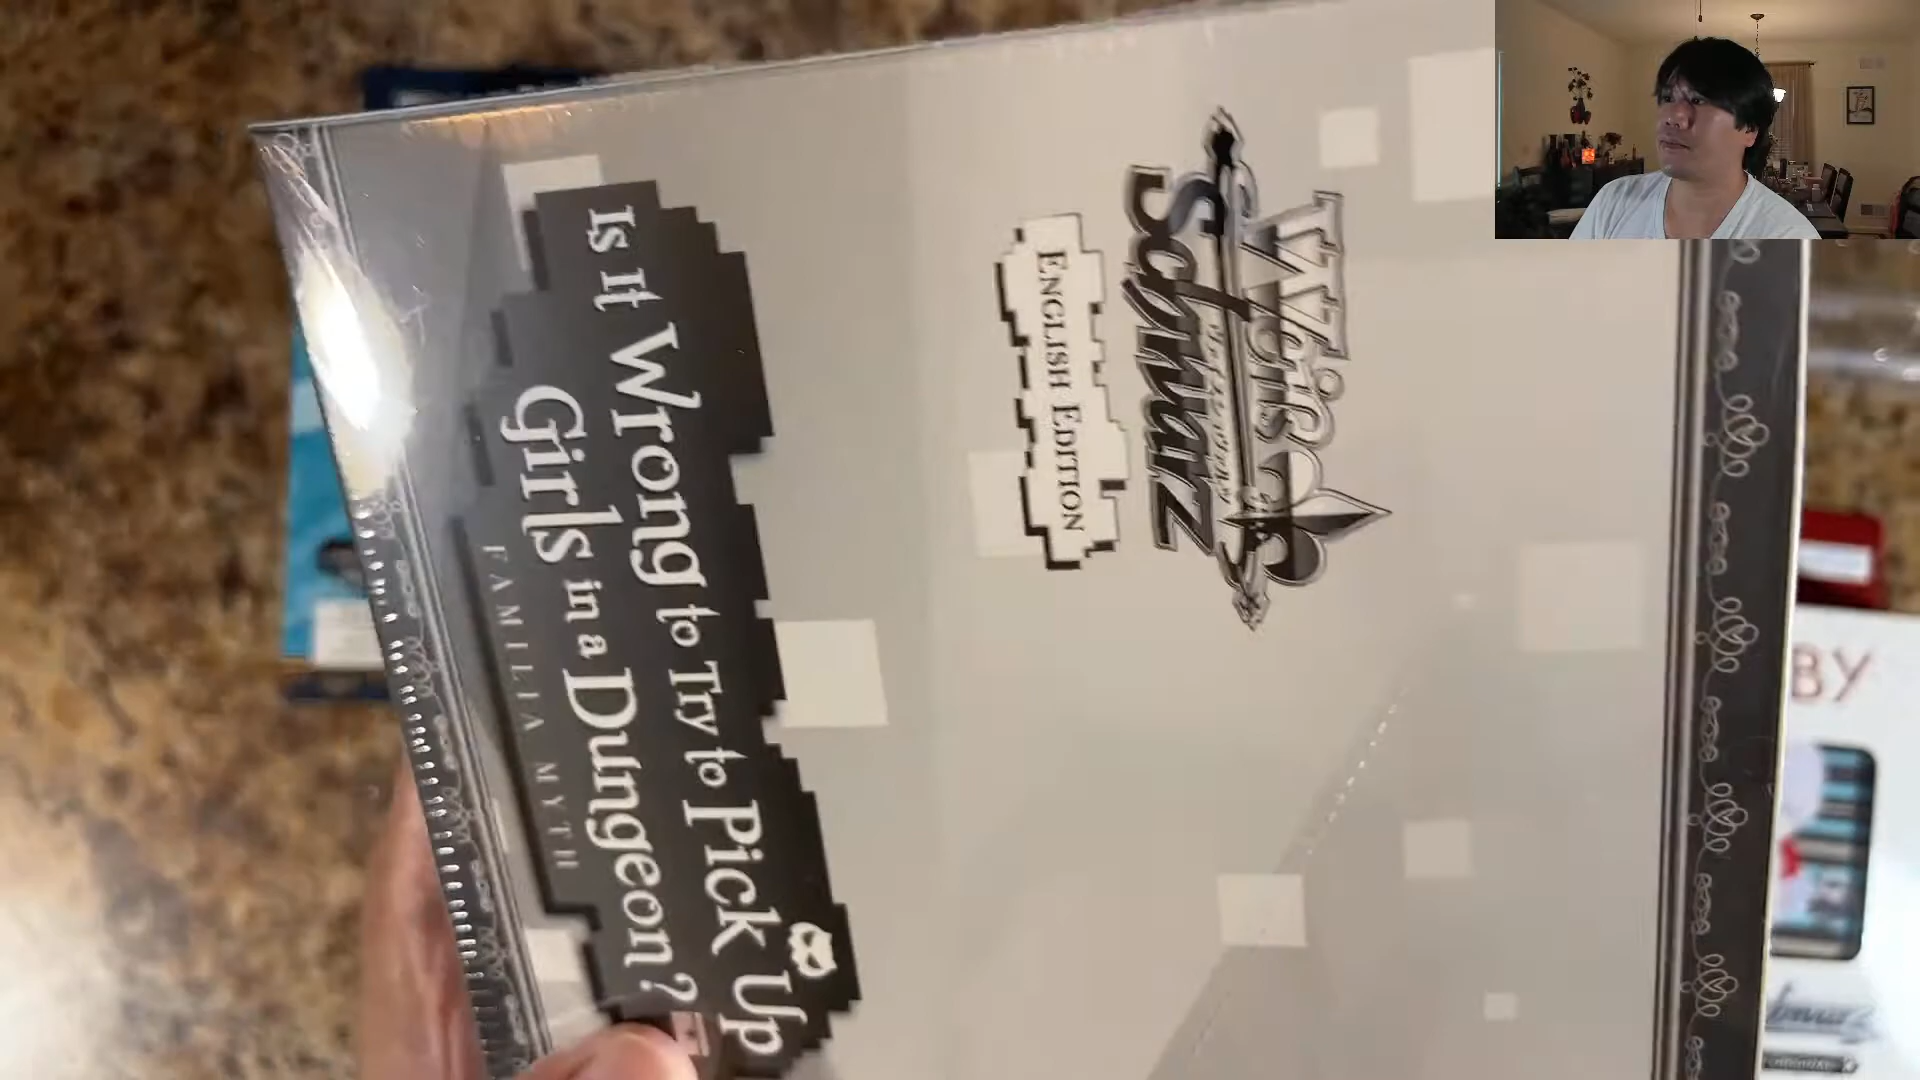 Weiß
Schwarz
ENGLISH EDITION
Is It Wrong to Try to Pick Up
Girls in a Dungeon?
FAMILIA MYTH
BY